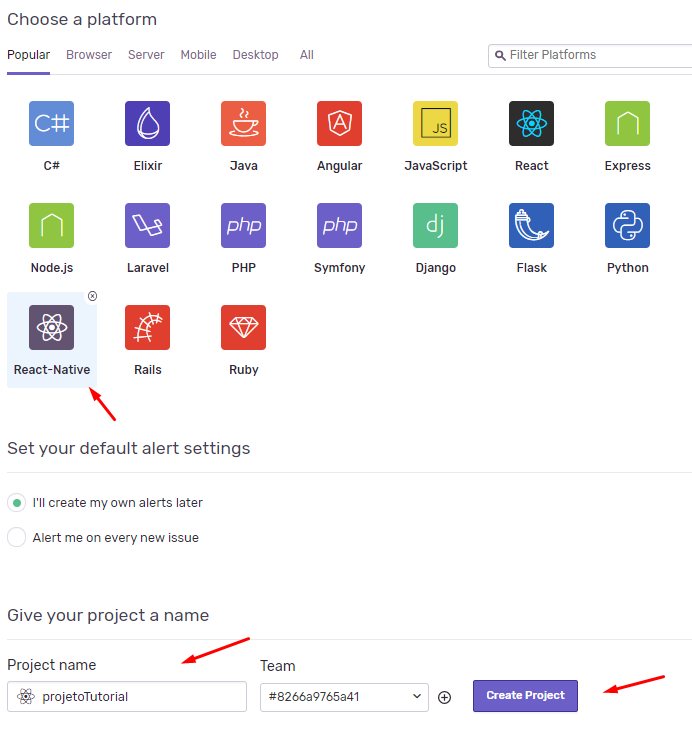 Choose a platform
Popular Browser Server Mobile Desktop All Filter Platforms
C# JS php php dj
C# Elixir Java Angular JavaScript React Express
Node.js Laravel PHP Symfony Django Flask Python
React-Native Rails Ruby
Set your default alert settings
I'll create my own alerts later
Alert me on every new issue
Give your project a name
Project name Team
projetoTutorial #8266a9765a41 Create Project